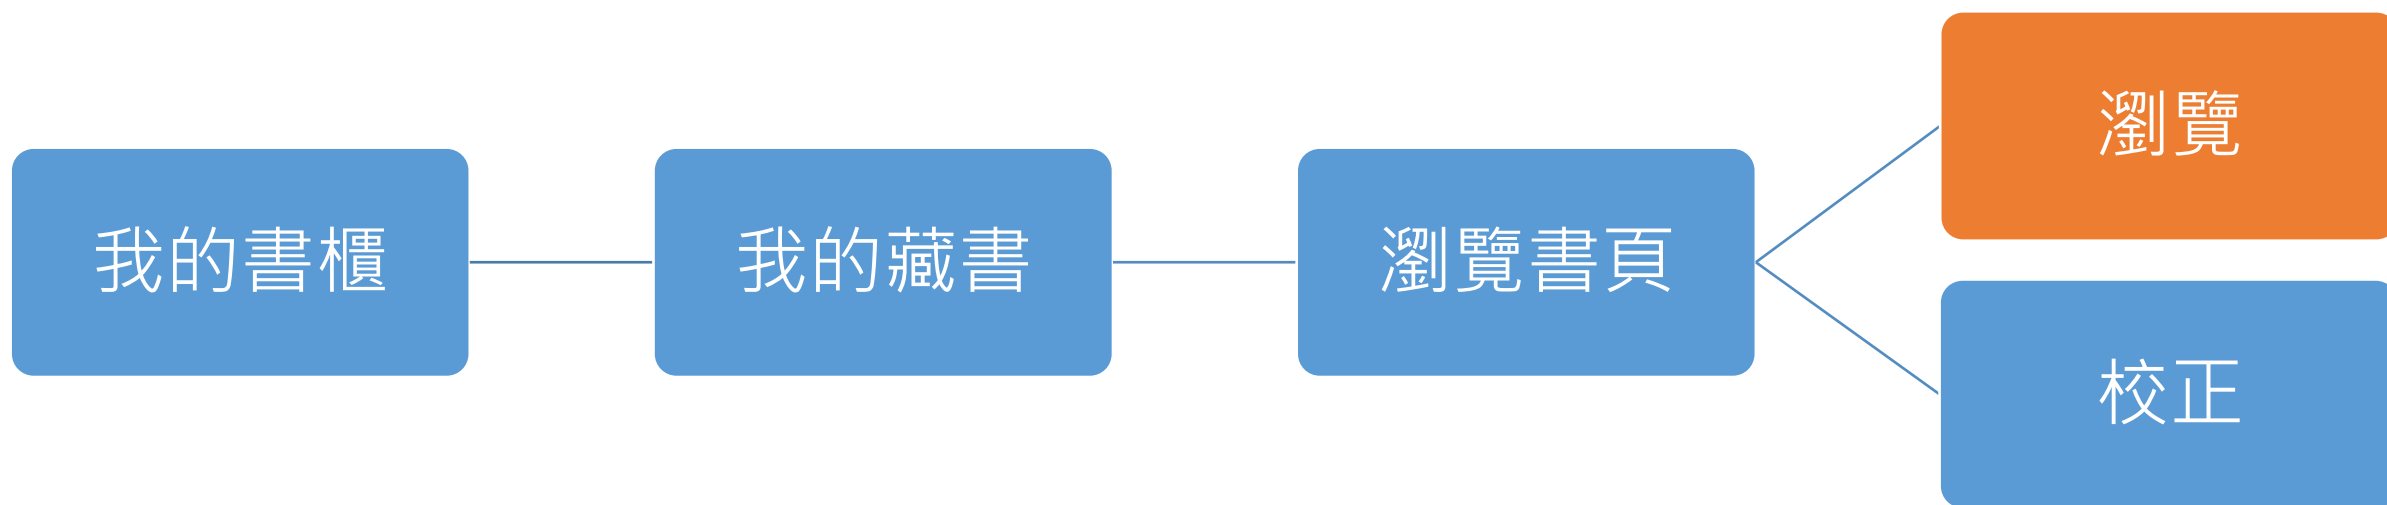 我的書櫃
我的藏書
瀏覽書頁
瀏覽
校正